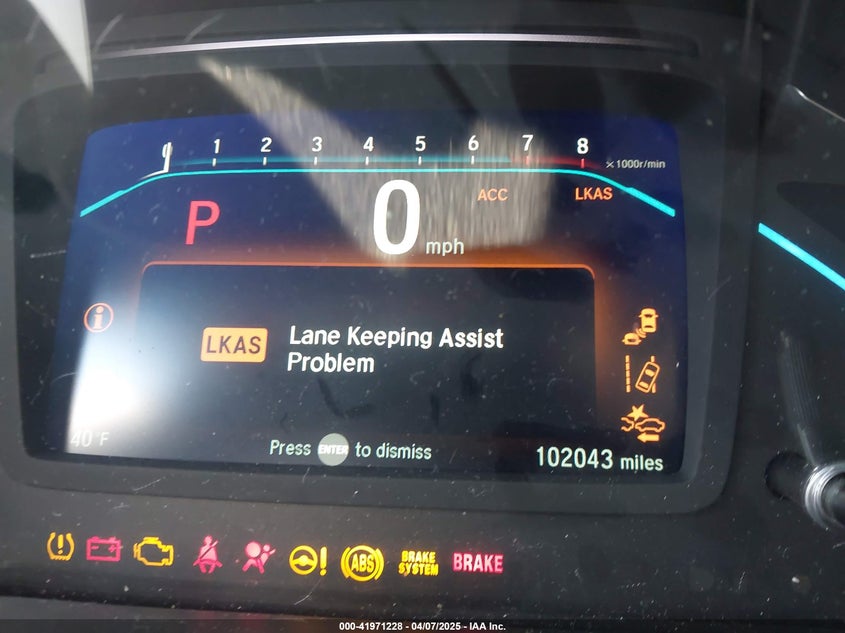 0 1 2 3 4 5 6 7 8 ×1000r/min
P 0 mph ACC LKAS
LKAS Lane Keeping Assist
Problem
40°F Press ENTER to dismiss 102043 miles
ABS BRAKE
SYSTEM BRAKE
000-41971228 - 04/07/2025 - IAA Inc.